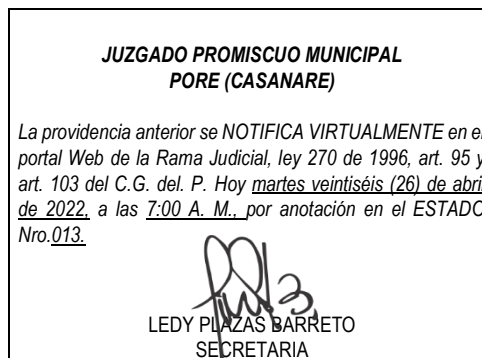 JUZGADO PROMISCUO MUNICIPAL
PORE (CASANARE)
La providencia anterior se NOTIFICA VIRTUALMENTE en el
portal Web de la Rama Judicial, ley 270 de 1996, art. 95 y
art. 103 del C.G. del. P. Hoy martes veintiséis (26) de abril
de 2022, a las 7:00 A. M., por anotación en el ESTADO
Nro.013.
LEDY PLAZAS BARRETO
SECRETARIA